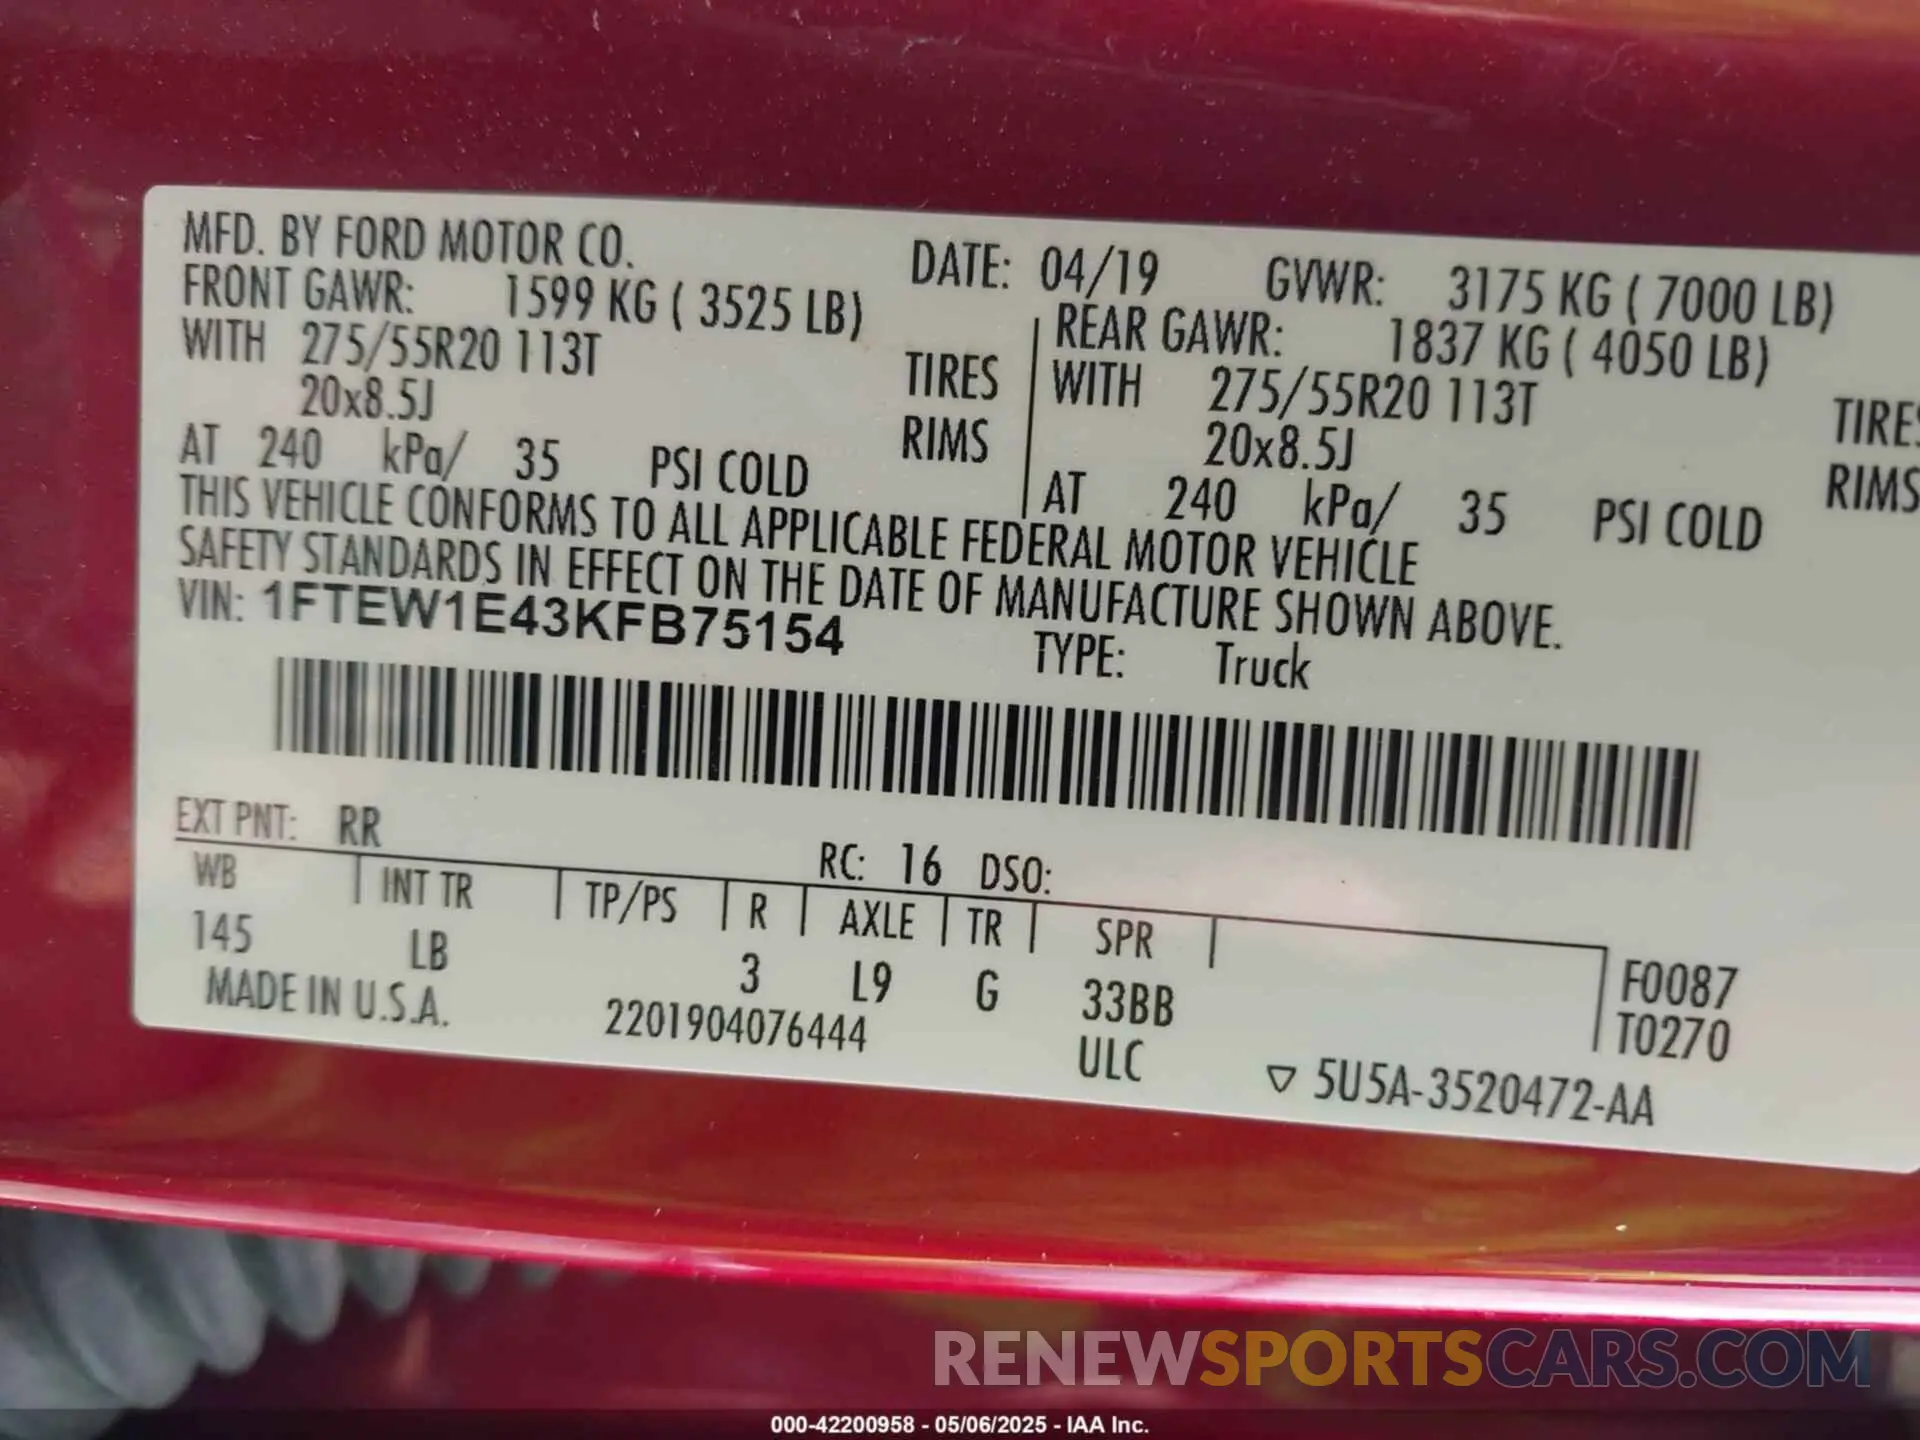 MFD. BY FORD MOTOR CO.
DATE: 04/19 GVWR: 3175 KG ( 7000 LB)
FRONT GAWR: 1599 KG ( 3525 LB)
WITH 275/55R20 113T TIRES
20x8.5J RIMS
AT 240 kPa/ 35 PSI COLD
REAR GAWR: 1837 KG ( 4050 LB)
WITH 275/55R20 113T TIRES
20x8.5J RIMS
AT 240 kPa/ 35 PSI COLD
THIS VEHICLE CONFORMS TO ALL APPLICABLE FEDERAL MOTOR VEHICLE
SAFETY STANDARDS IN EFFECT ON THE DATE OF MANUFACTURE SHOWN ABOVE.
VIN: 1FTEW1E43KFB75154 TYPE: Truck
EXT PNT: RR RC: 16 DSO:
WB INT TR TP/PS R AXLE TR SPR
145 LB 3 L9 G 33BB F0087
T0270
MADE IN U.S.A. 2201904076444 ULC ▽ 5U5A-3520472-AA
RENEWSPORTSCARS.COM
000-42200958 - 05/06/2025 - IAA Inc.